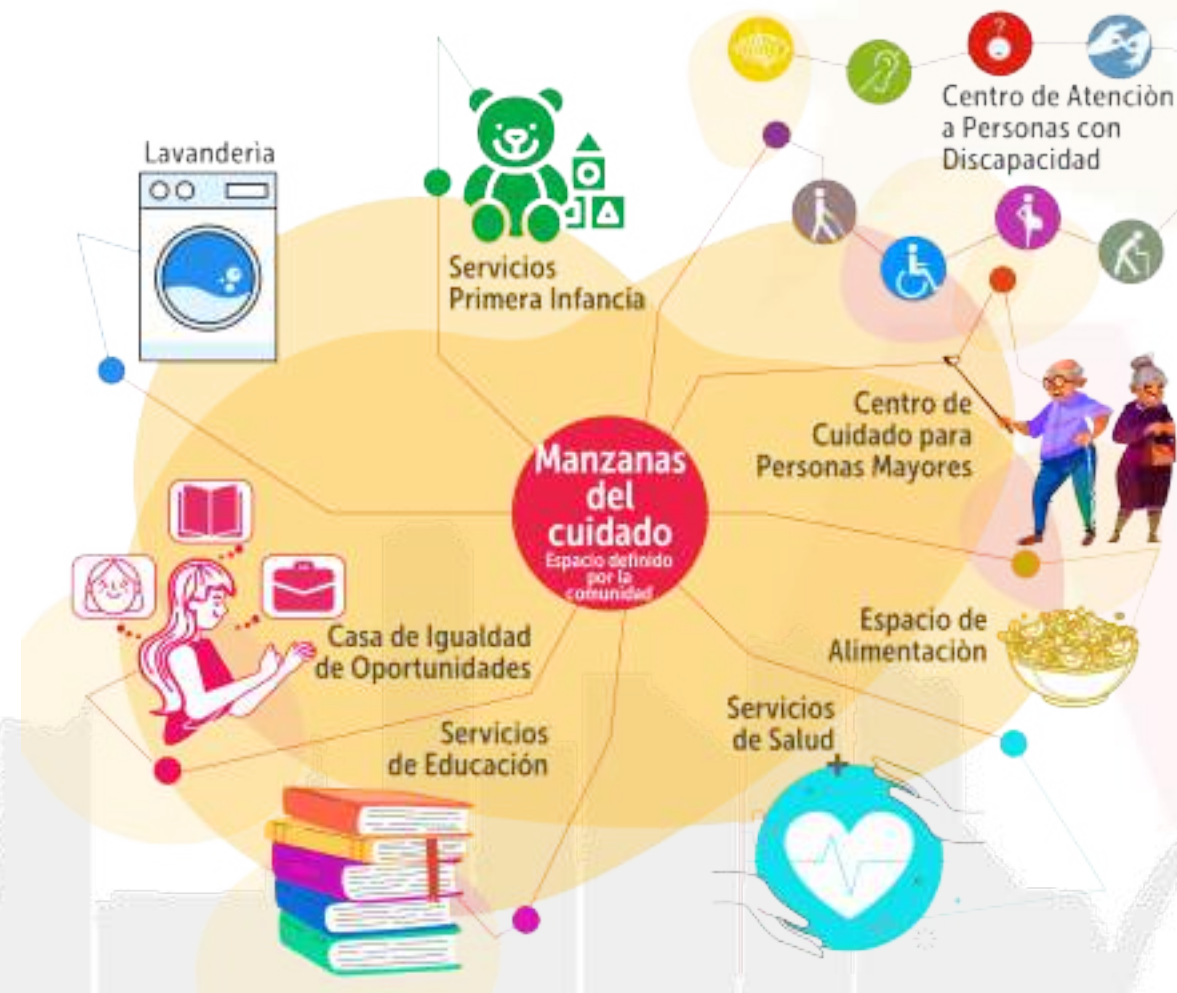 Centro de Atenciòn
a Personas con
Discapacidad
Lavanderìa
Servicios
Primera Infancia
Centro de
Cuidado para
Personas Mayores
Manzanas
del
cuidado
Espacio definido
por la
comunidad
Casa de Igualdad
de Oportunidades
Espacio de
Alimentaciòn
Servicios
de Salud
Servicios
de Educación
?